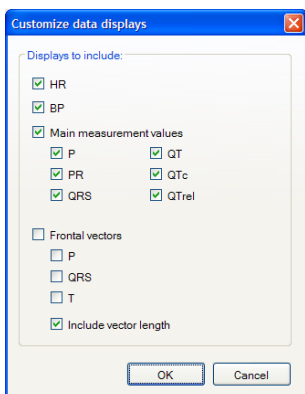 Customize data displays
Displays to include:
HR
BP
Main measurement values
P QT
PR QTc
QRS QTrel
Frontal vectors
P
QRS
T
Include vector length
OK Cancel